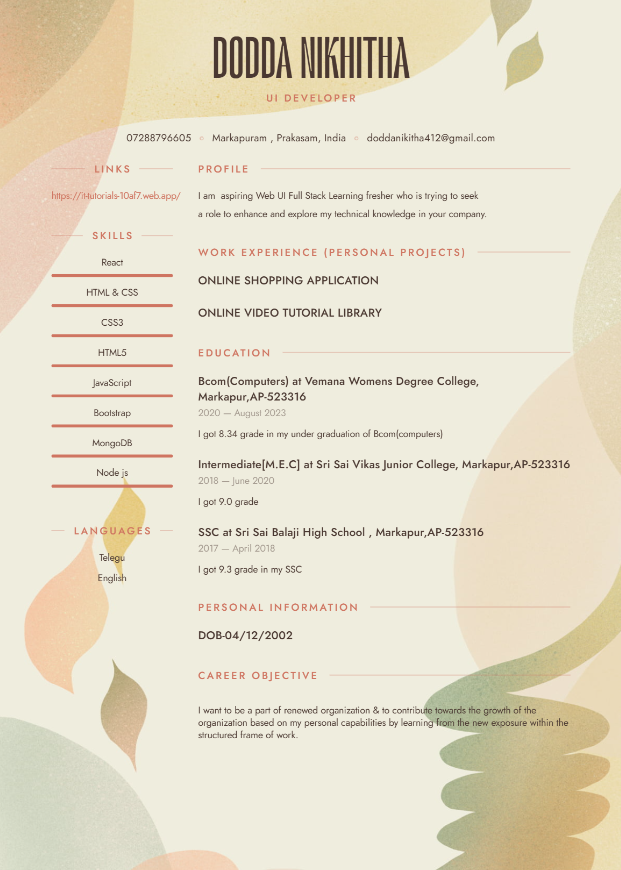 DODDA NIKHITHA
UI DEVELOPER
07288796605 Markapuram , Prakasam, India doddanikitha412@gmail.com
LINKS
https://it-tutorials-10af7.web.app/
SKILLS
React
HTML & CSS
CSS3
HTML5
JavaScript
Bootstrap
MongoDB
Node js
LANGUAGES
Telegu
English
PROFILE
I am aspiring Web UI Full Stack Learning fresher who is trying to seek
a role to enhance and explore my technical knowledge in your company.
WORK EXPERIENCE (PERSONAL PROJECTS)
ONLINE SHOPPING APPLICATION
ONLINE VIDEO TUTORIAL LIBRARY
EDUCATION
Bcom(Computers) at Vemana Womens Degree College,
Markapur,AP-523316
2020 — August 2023
I got 8.34 grade in my under graduation of Bcom(computers)
Intermediate[M.E.C] at Sri Sai Vikas Junior College, Markapur,AP-523316
2018 — June 2020
I got 9.0 grade
SSC at Sri Sai Balaji High School , Markapur,AP-523316
2017 — April 2018
I got 9.3 grade in my SSC
PERSONAL INFORMATION
DOB-04/12/2002
CAREER OBJECTIVE
I want to be a part of renewed organization & to contribute towards the growth of the
organization based on my personal capabilities by learning from the new exposure within the
structured frame of work.